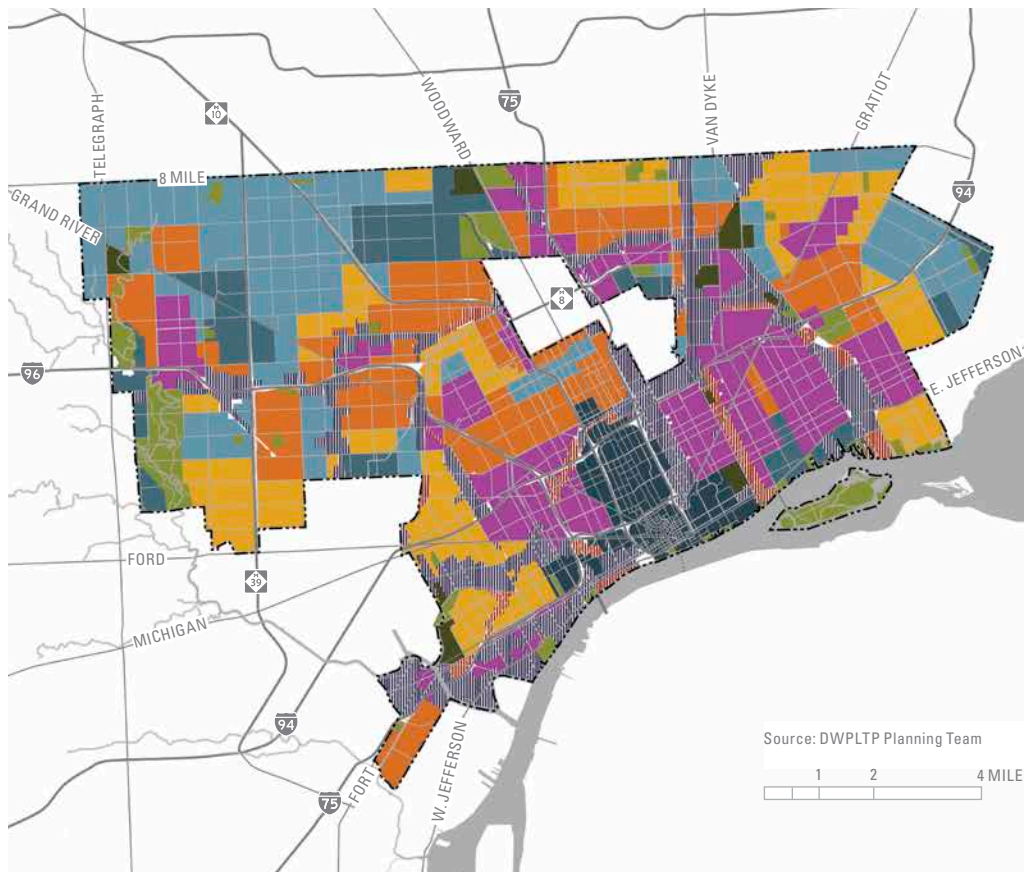 TELEGRAPH
M
10
WOODWARD
75
VAN DYKE
GRATIOT
94
8 MILE
GRAND RIVER
M
8
96
E. JEFFERSON
FORD
M
39
MICHIGAN
94
75
FORT
W. JEFFERSON
Source: DWPLTP Planning Team
1 2 4 MILE